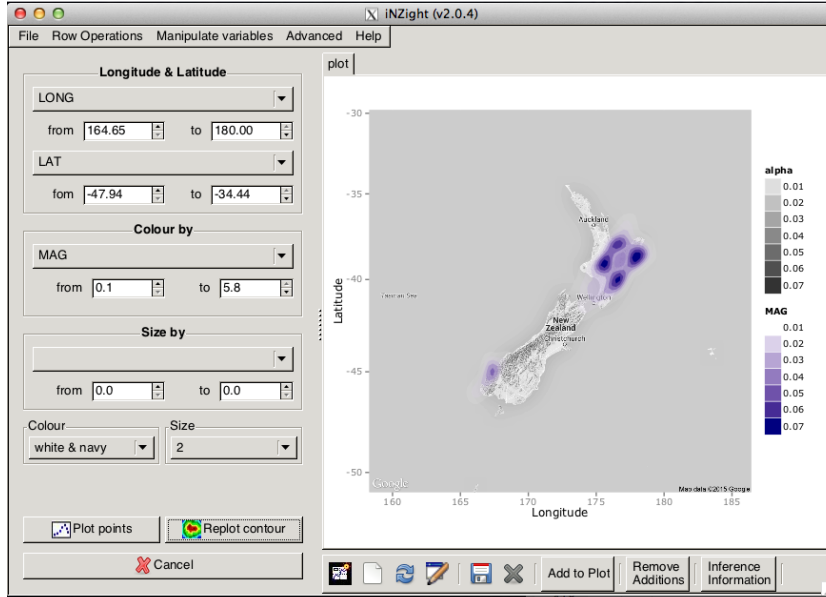 iNZight (v2.0.4)
File Row Operations Manipulate variables Advanced Help
Longitude & Latitude
LONG
from 164.65 to 180.00
LAT
fom -47.94 to -34.44
Colour by
MAG
from 0.1 to 5.8
Size by
from 0.0 to 0.0
Colour
white & navy
Size
2
Plot points
Replot contour
Cancel
plot
-30
-35
-40
-45
-50
Latitude
Auckland
Tasman Sea
Wellington
New
Zealand
Christchurch
Google
Map data ©2015 Google
160 165 170 175 180 185
Longitude
alpha
0.01
0.02
0.03
0.04
0.05
0.06
0.07
MAG
0.01
0.02
0.03
0.04
0.05
0.06
0.07
Add to Plot
Remove
Additions
Inference
Information